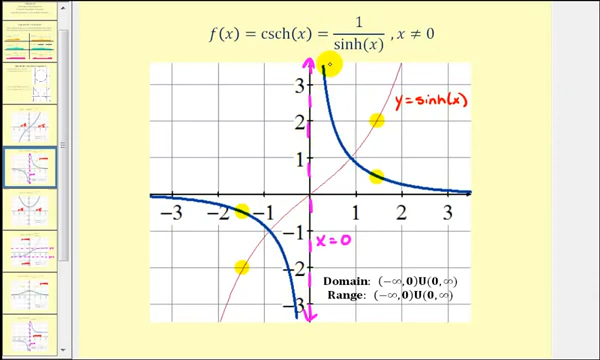 f(x) = csch(x) = 1/sinh(x) , x ≠ 0
3
y=sinh(x)
2
1
−3 −2 −1 1 2 3
−1
x=0
−2
Domain: (−∞,0)U(0,∞)
Range: (−∞,0)U(0,∞)
−3